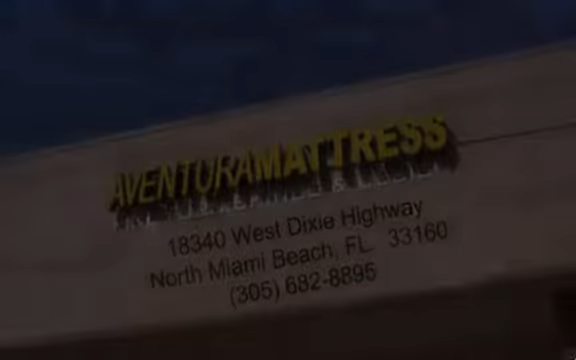 AVENTURAMATTRESS
18340 West Dixie Highway
North Miami Beach, FL. 33160
(305) 682-8895